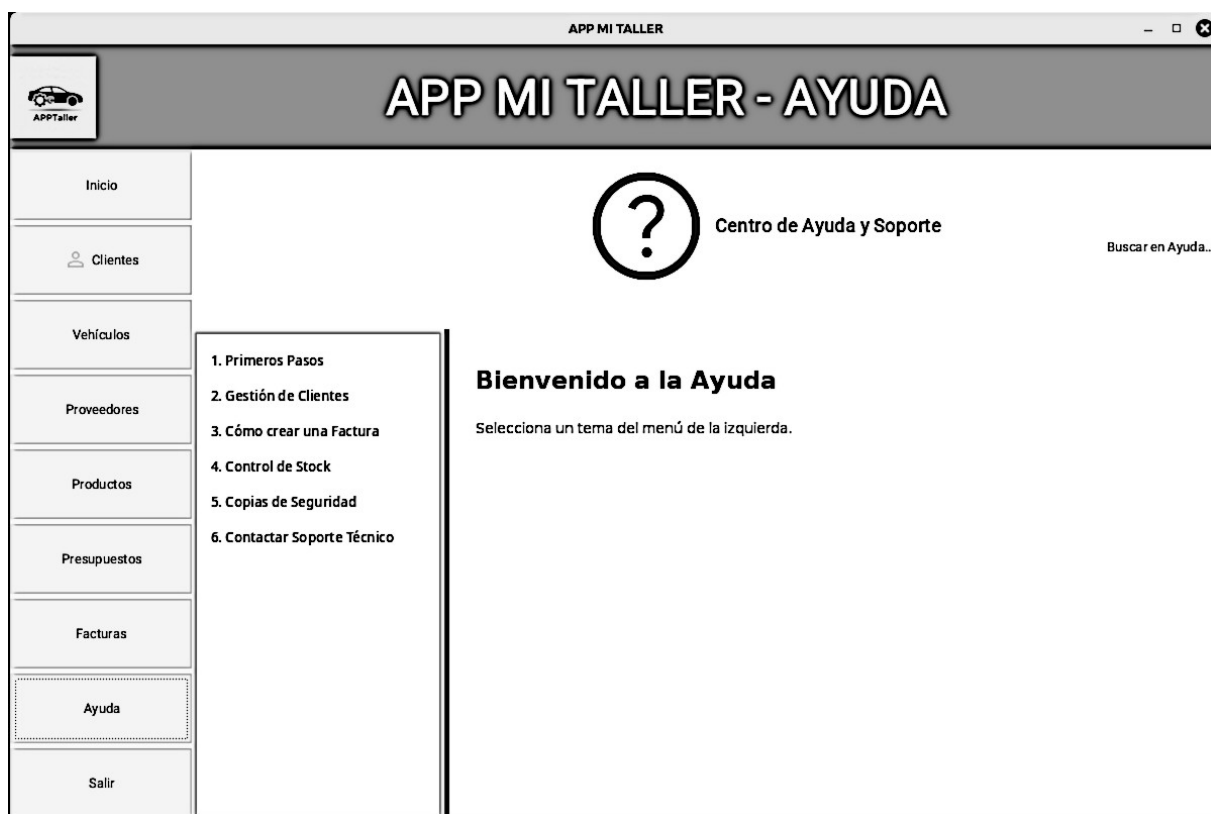 APP MI TALLER
APPTaller
APP MI TALLER - AYUDA
Inicio
Clientes
Vehículos
Proveedores
Productos
Presupuestos
Facturas
Ayuda
Salir
Centro de Ayuda y Soporte
Buscar en Ayuda..
1. Primeros Pasos
2. Gestión de Clientes
3. Cómo crear una Factura
4. Control de Stock
5. Copias de Seguridad
6. Contactar Soporte Técnico
Bienvenido a la Ayuda
Selecciona un tema del menú de la izquierda.